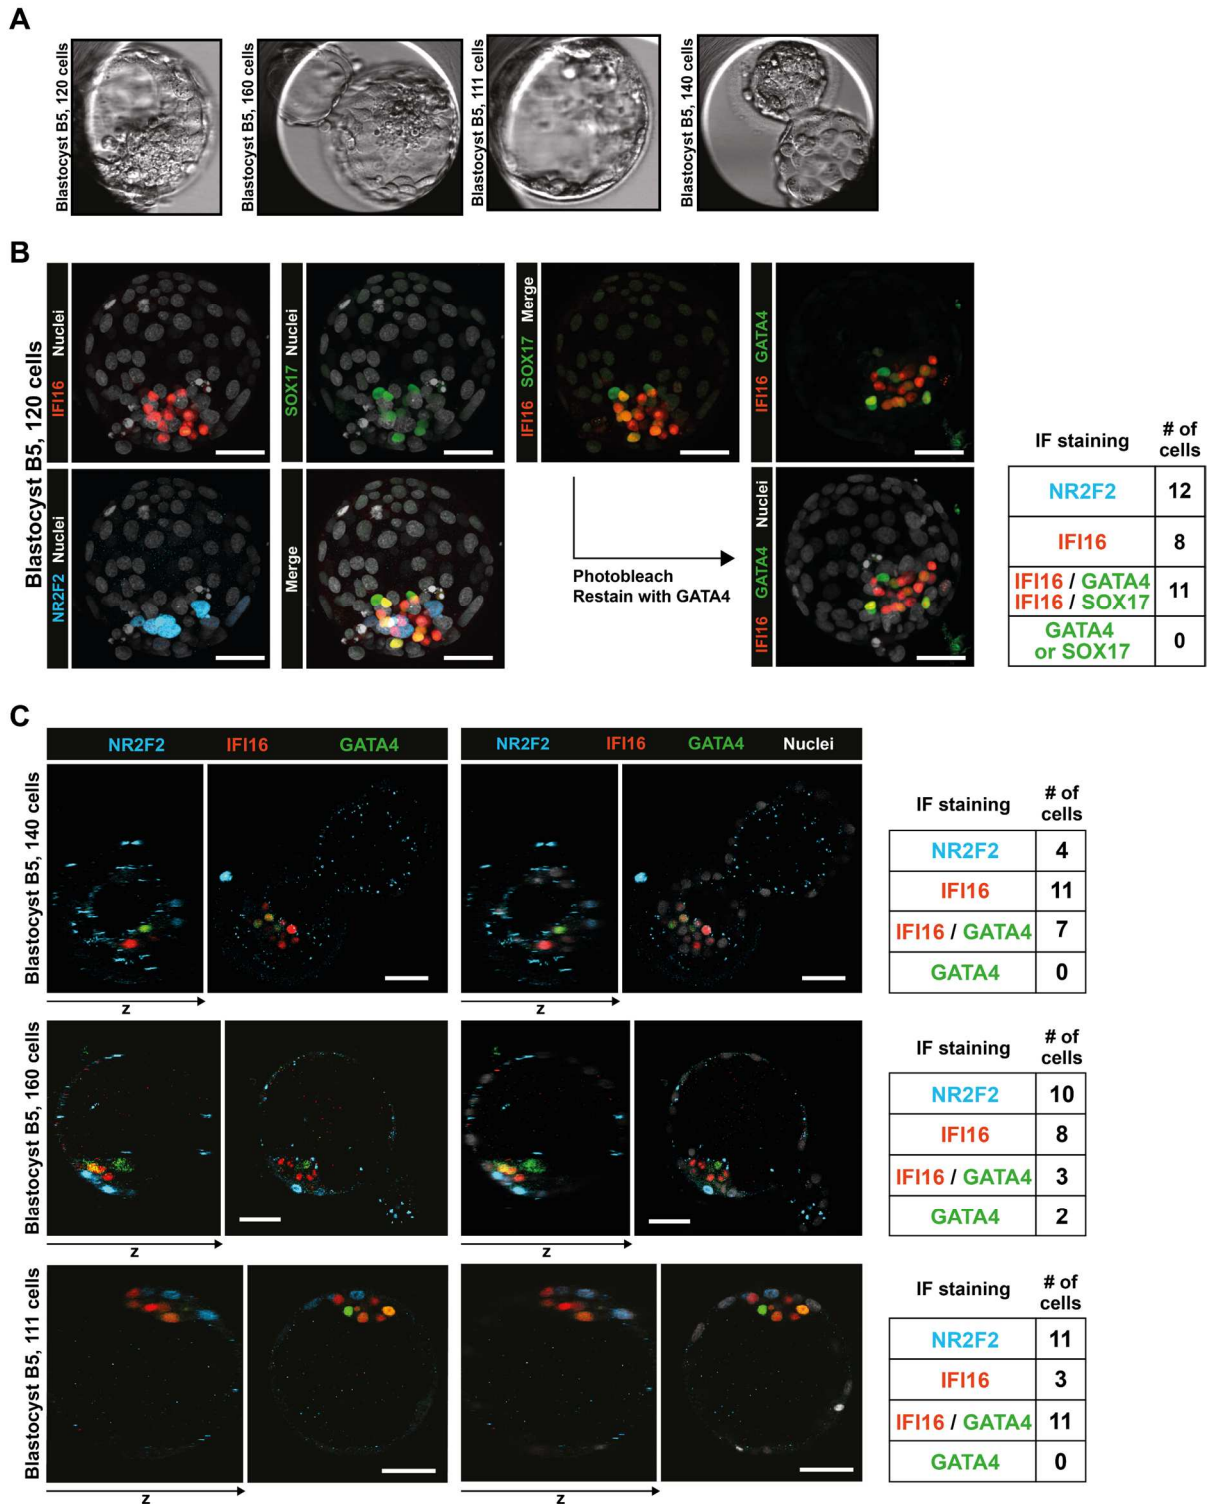 A
Blastocyst B5, 120 cells
Blastocyst B5, 160 cells
Blastocyst B5, 111 cells
Blastocyst B5, 140 cells
B
Blastocyst B5, 120 cells
IFI16 Nuclei
SOX17 Nuclei
IFI16 SOX17 Merge
IFI16 GATA4
NR2F2 Nuclei
Merge
Photobleach
Restain with GATA4
IFI16 GATA4 Nuclei
IF staining # of cells
NR2F2 12
IFI16 8
IFI16 / GATA4
IFI16 / SOX17 11
GATA4
or SOX17 0
C
NR2F2 IFI16 GATA4
NR2F2 IFI16 GATA4 Nuclei
Blastocyst B5, 140 cells
z
z
IF staining # of cells
NR2F2 4
IFI16 11
IFI16 / GATA4 7
GATA4 0
Blastocyst B5, 160 cells
z
z
IF staining # of cells
NR2F2 10
IFI16 8
IFI16 / GATA4 3
GATA4 2
Blastocyst B5, 111 cells
z
z
IF staining # of cells
NR2F2 11
IFI16 3
IFI16 / GATA4 11
GATA4 0